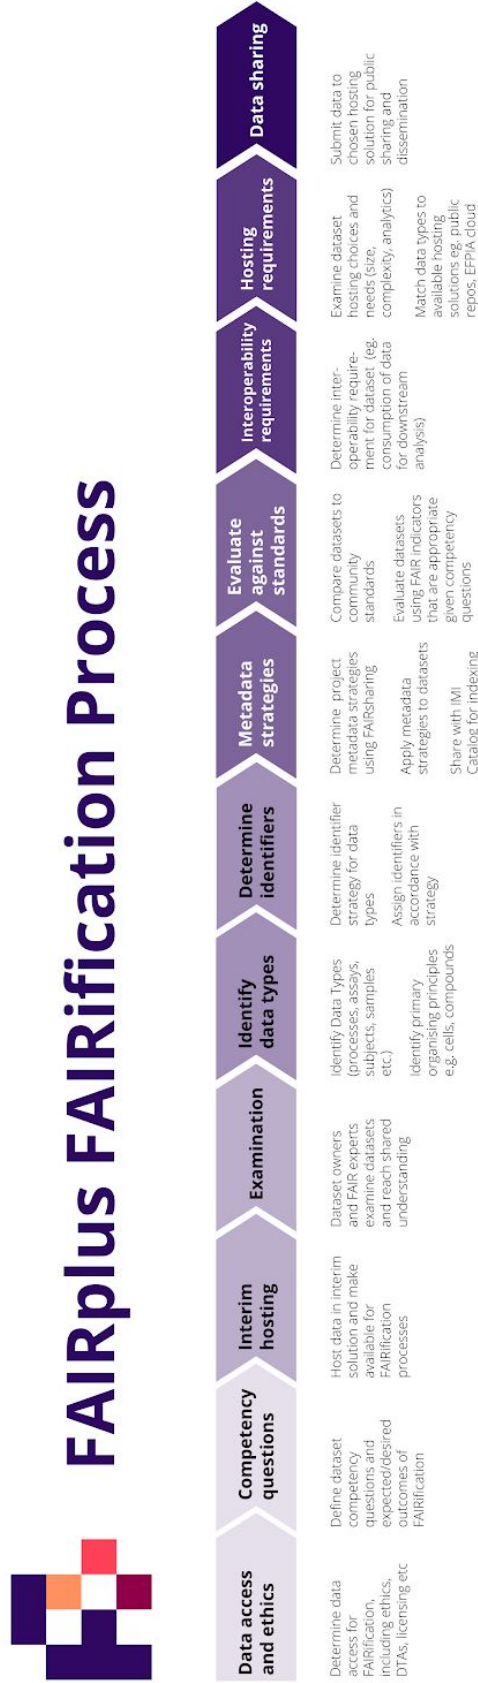 FAIRplus FAIRification Process
Data access
and ethics
Determine data
access for
FAIRification,
including ethics,
DTAs, licensing etc
Competency
questions
Define dataset
competency
questions and
expected/desired
outcomes of
FAIRification
Interim
hosting
Host data in interim
solution and make
available for
FAIRification
processes
Examination
Dataset owners
and FAIR experts
examine datasets
and reach shared
understanding
Identify
data types
Identify Data Types
(processes, assays,
subjects, samples
etc.)
Identify primary
organising principles
e.g. cells, compounds
Determine
identifiers
Determine identifier
strategy for data
types
Assign identifiers in
accordance with
strategy
Metadata
strategies
Determine project
metadata strategies
using FAIRsharing
Apply metadata
strategies to datasets
Share with IMI
Catalog for indexing
Evaluate
against
standards
Compare datasets to
community
standards
Evaluate datasets
using FAIR indicators
that are appropriate
given competency
questions
Interoperability
requirements
Determine inter-
operability require-
ment for dataset (eg.
consumption of data
for downstream
analysis)
Hosting
requirements
Examine dataset
hosting choices and
needs (size,
complexity, analytics)
Match data types to
available hosting
solutions eg. public
repos, EFPIA cloud
Data sharing
Submit data to
chosen hosting
solution for public
sharing and
dissemination